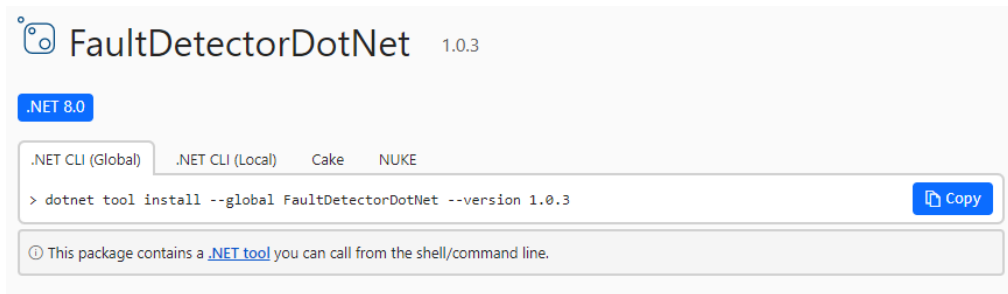 FaultDetectorDotNet 1.0.3
.NET 8.0
.NET CLI (Global) .NET CLI (Local) Cake NUKE
> dotnet tool install --global FaultDetectorDotNet --version 1.0.3 Copy
This package contains a .NET tool you can call from the shell/command line.